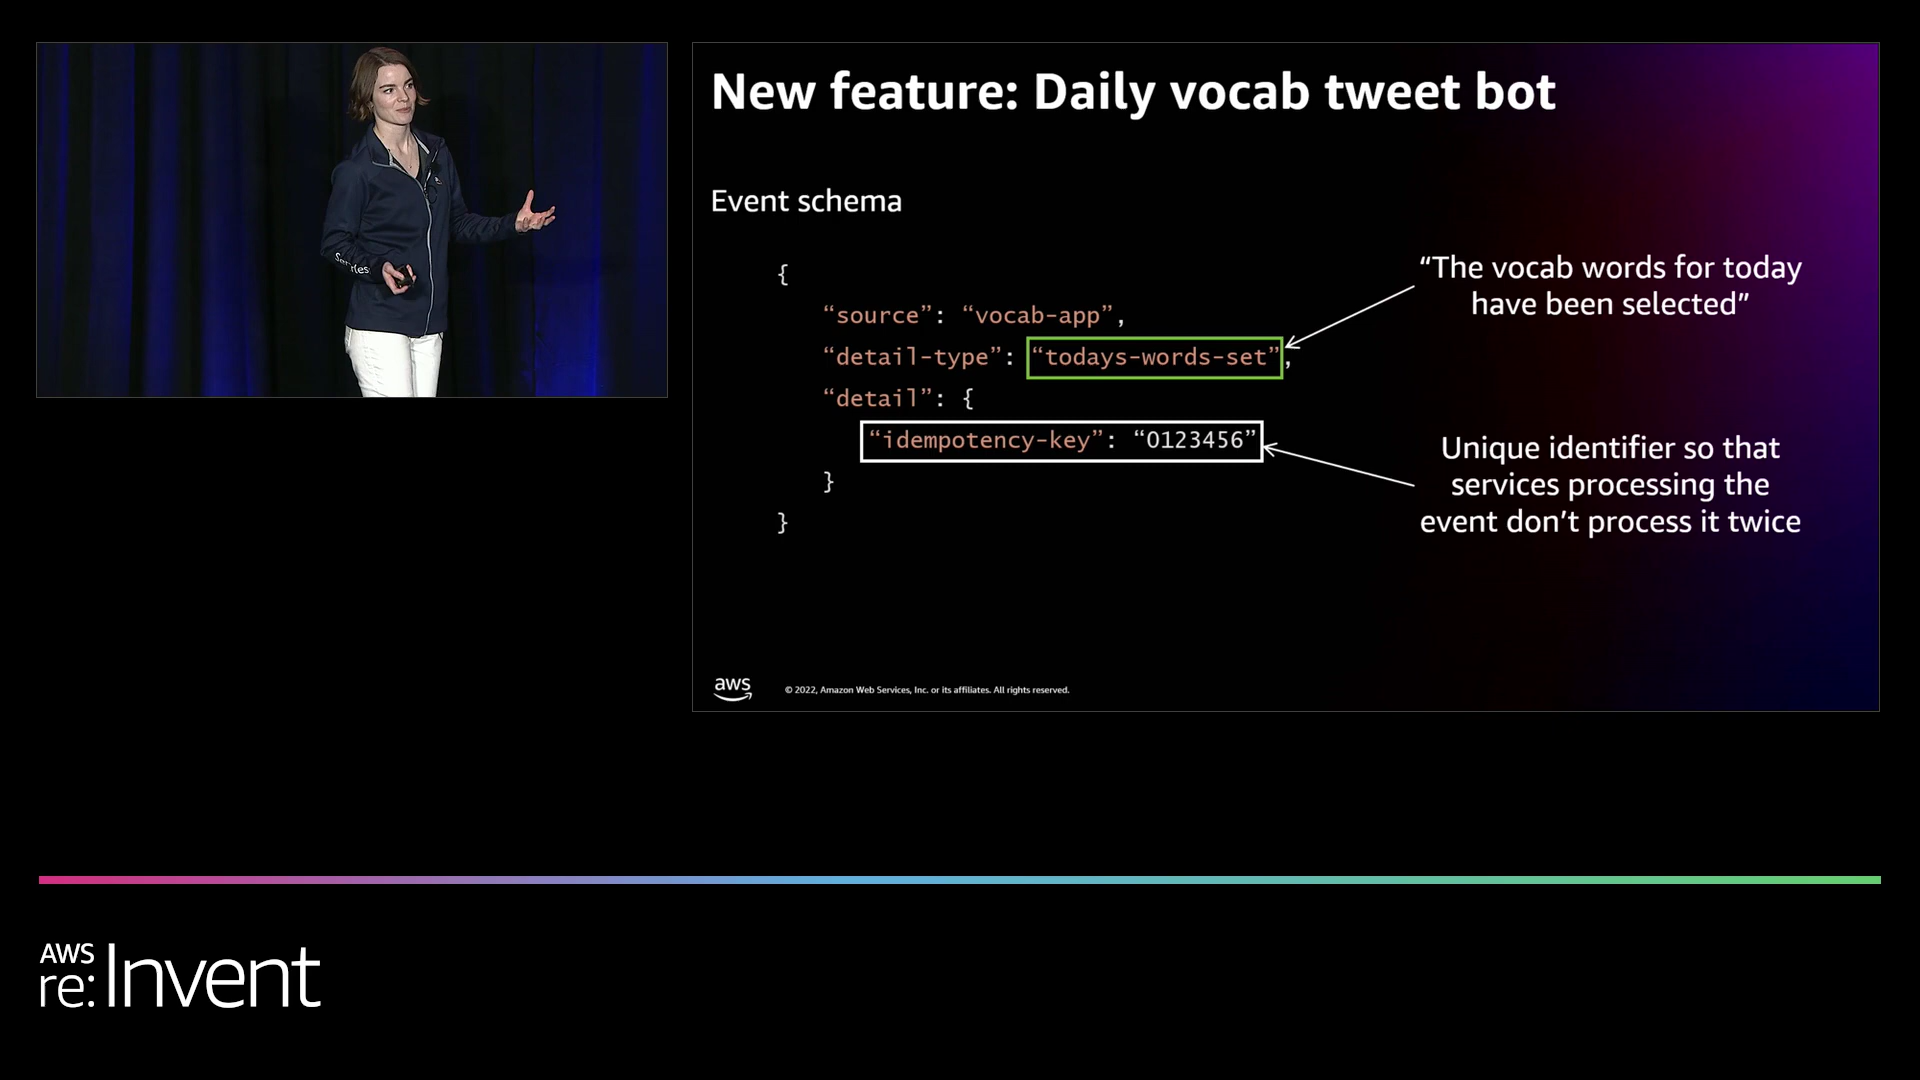 New feature: Daily vocab tweet bot
Event schema
{
“source”: “vocab-app”,
“detail-type”: “todays-words-set”,
“detail”: {
“idempotency-key”: “0123456”
}
}
“The vocab words for today
have been selected”
Unique identifier so that
services processing the
event don’t process it twice
aws
© 2022, Amazon Web Services, Inc. or its affiliates. All rights reserved.
AWS
re:Invent